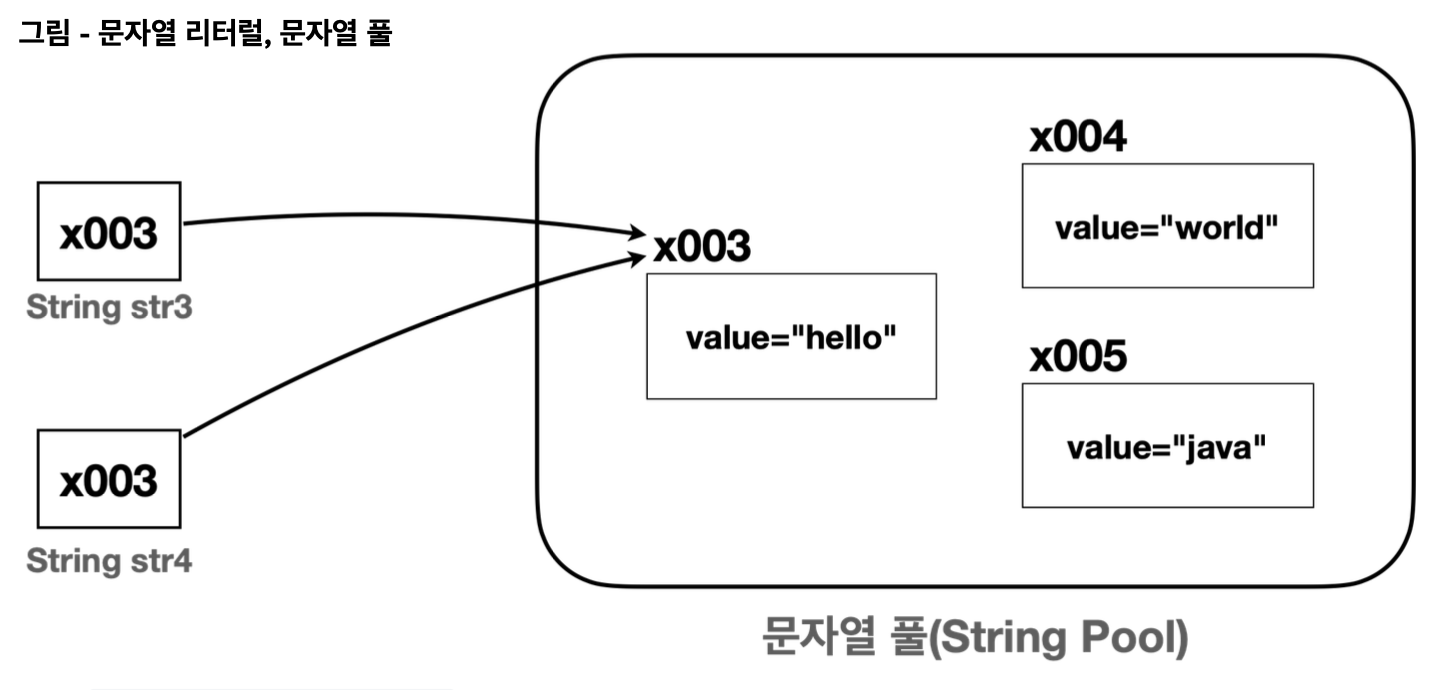 그림 - 문자열 리터럴, 문자열 풀
x003
String str3
x003
String str4
x003
value="hello"
x004
value="world"
x005
value="java"
문자열 풀(String Pool)